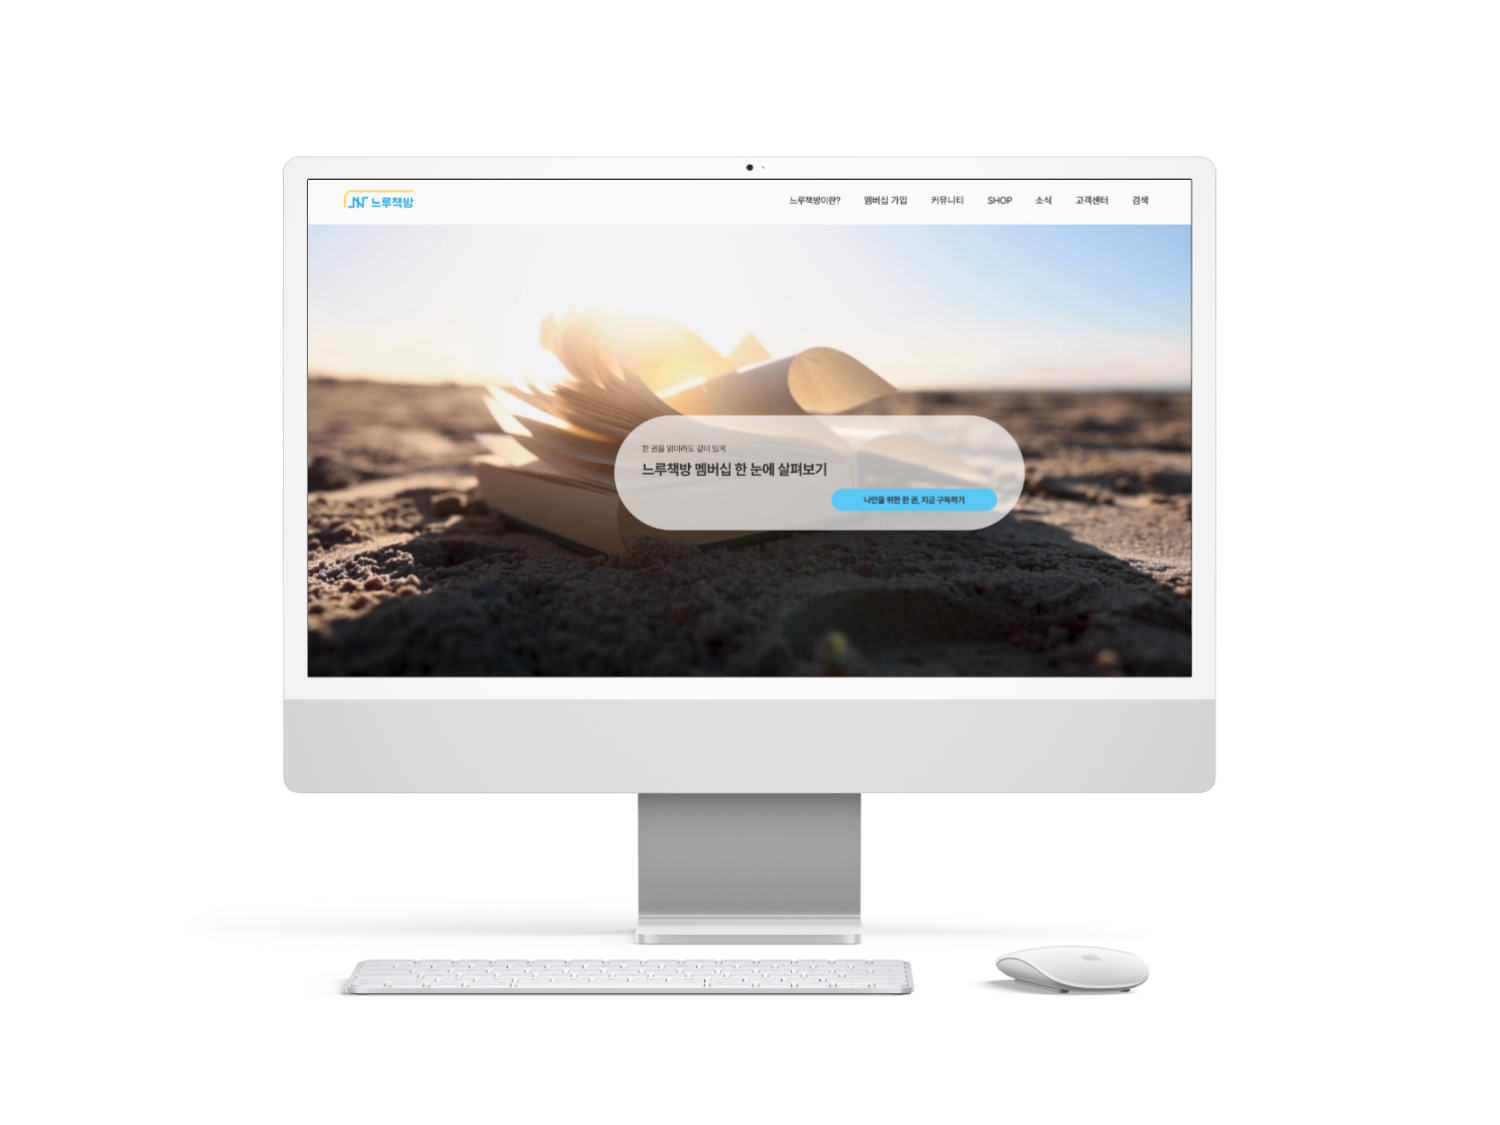 느루책방
느루책방이란? 멤버십 가입 커뮤니티 SHOP 소식 고객센터 검색
한 권을 읽더라도 깊이 있게
느루책방 멤버십 한 눈에 살펴보기
나만을 위한 한 권, 지금 구독하기